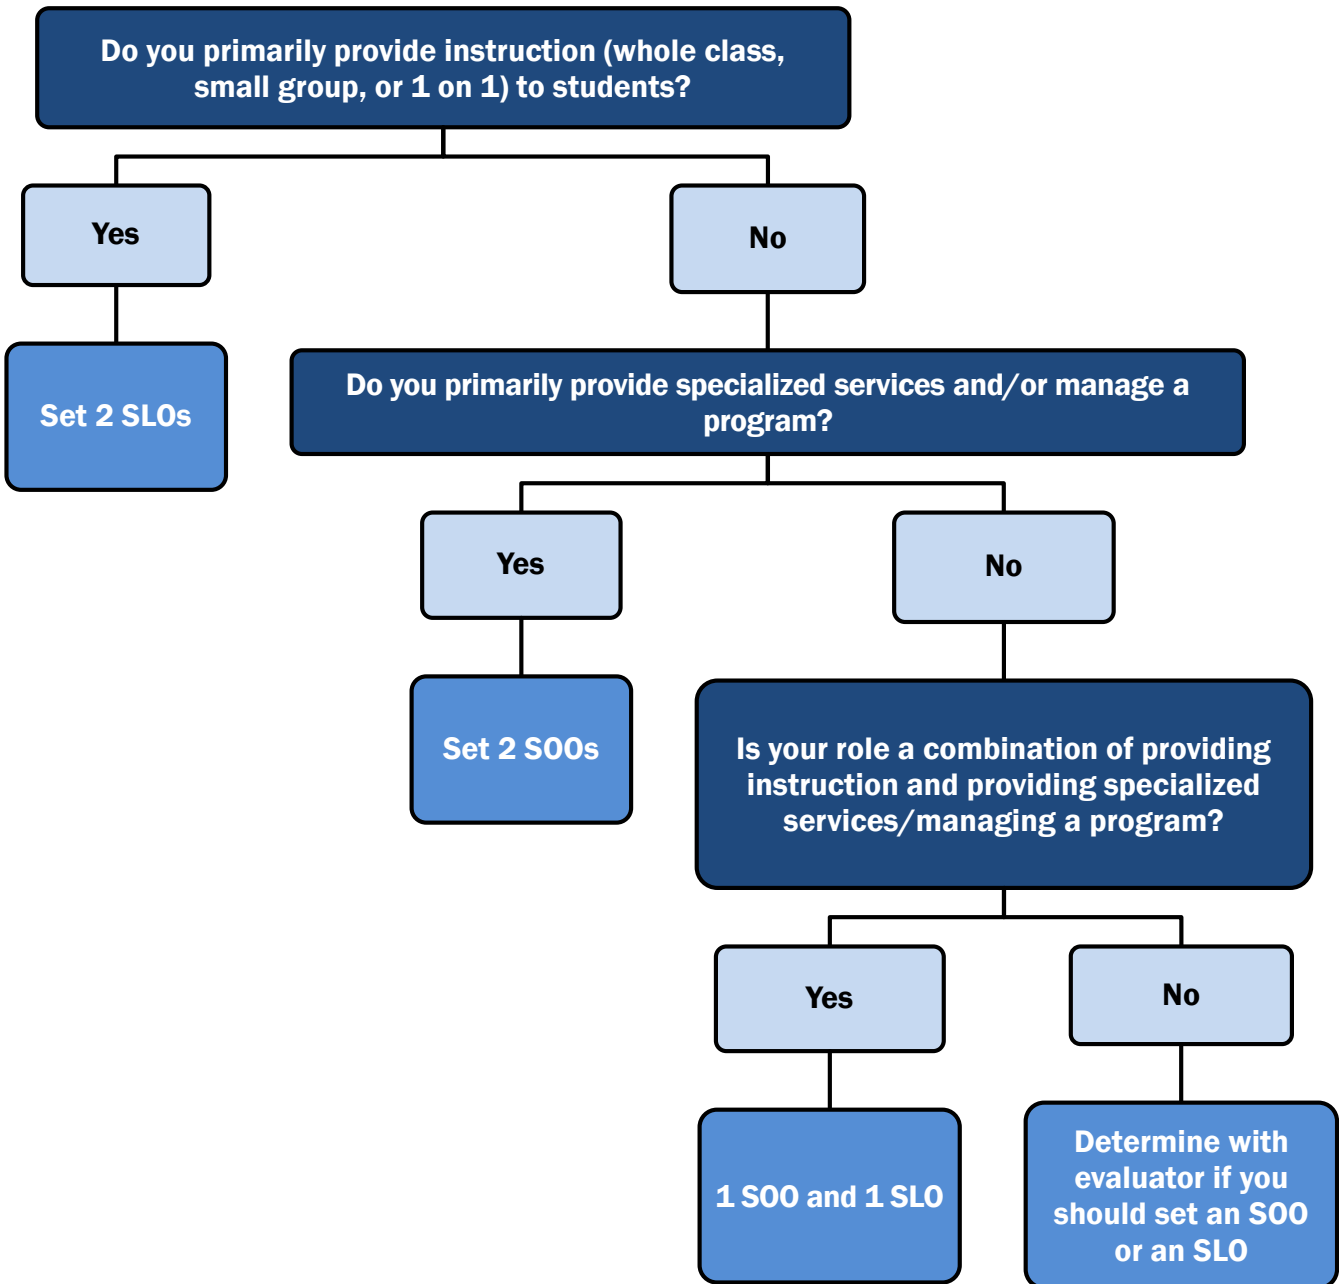 Do you primarily provide instruction (whole class,
small group, or 1 on 1) to students?
Yes
No
Set 2 SLOs
Do you primarily provide specialized services and/or manage a
program?
Yes
No
Set 2 SOOs
Is your role a combination of providing
instruction and providing specialized
services/managing a program?
Yes
No
1 SOO and 1 SLO
Determine with
evaluator if you
should set an SOO
or an SLO